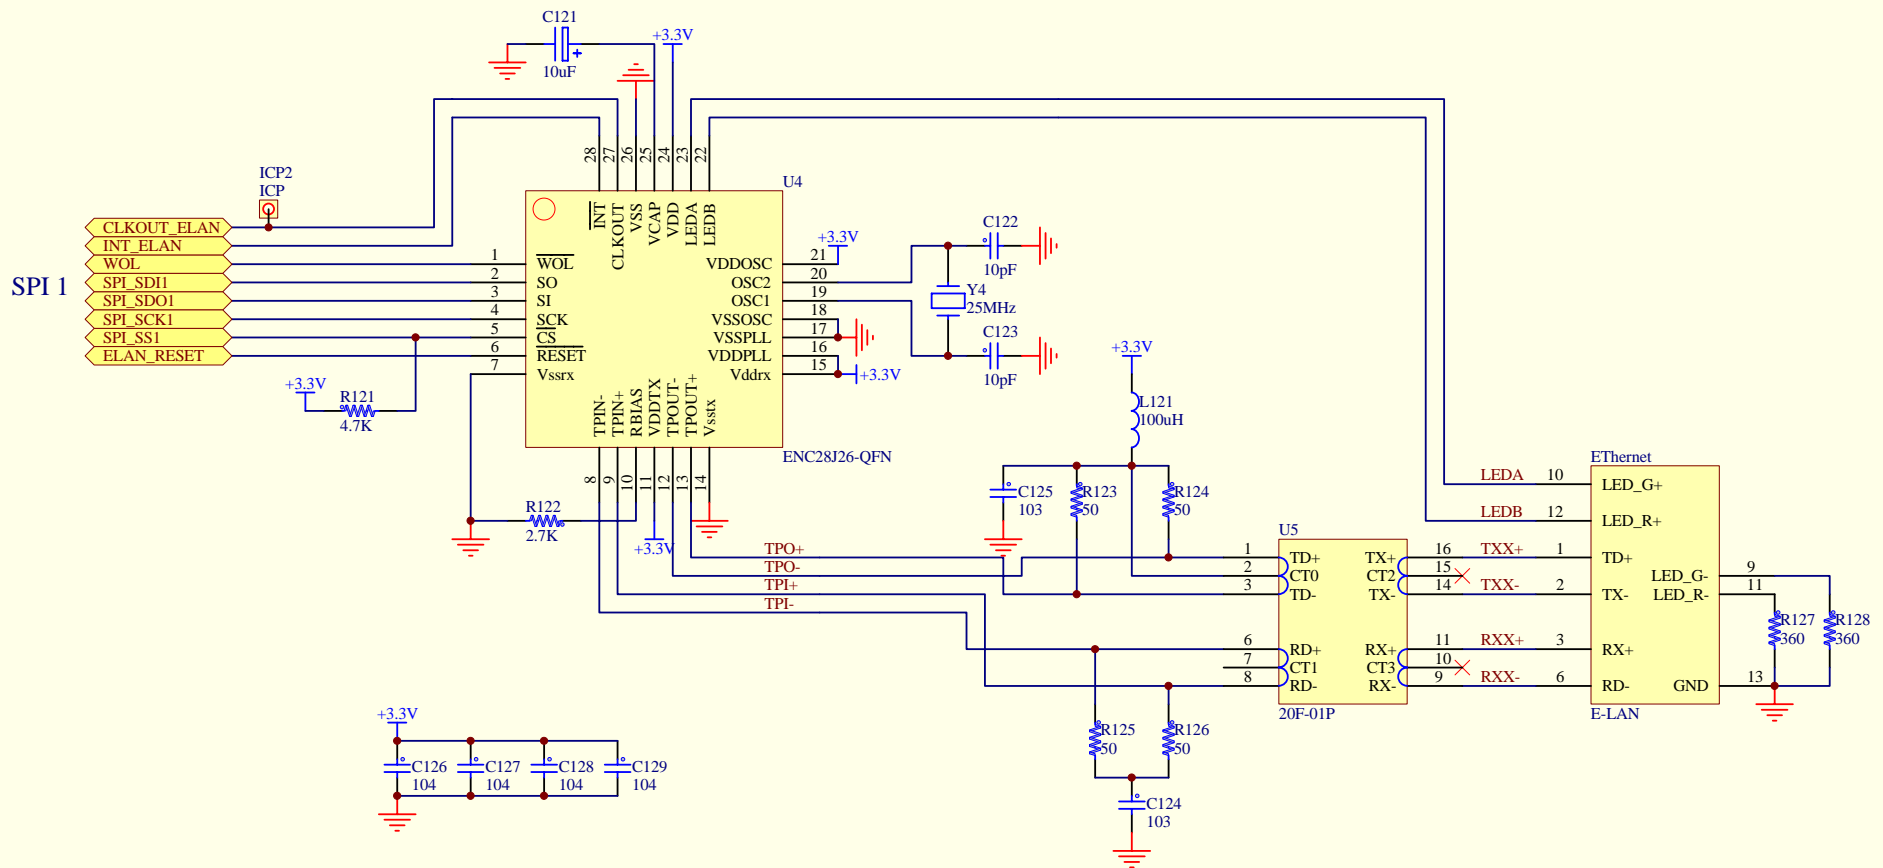 C121
10uF
+3.3V
28
27
26
25
24
23
22
ICP2
ICP
U4
INT
CLKOUT
VSS
VCAP
VDD
LEDA
LEDB
SPI 1
CLKOUT_ELAN
INT_ELAN
WOL
SPI_SDI1
SPI_SDO1
SPI_SCK1
SPI_SS1
ELAN_RESET
1
2
3
4
5
6
7
WOL
SO
SI
SCK
CS
RESET
Vssrx
VDDOSC
OSC2
OSC1
VSSOSC
VSSPLL
VDDPLL
Vddrx
21
20
19
18
17
16
15
+3.3V
+3.3V
C122
10pF
Y4
25MHz
C123
10pF
+3.3V
R121
4.7K
TPIN-
TPIN+
RBIAS
VDDTX
TPOUT-
TPOUT+
Vsstx
ENC28J26-QFN
8
9
10
11
12
13
14
R122
2.7K
+3.3V
+3.3V
L121
100uH
C125
103
R123
50
R124
50
TPO+
TPO-
TPI+
TPI-
U5
1
2
3
6
7
8
TD+
CT0
TD-
RD+
CT1
RD-
TX+
CT2
TX-
RX+
CT3
RX-
16
15
14
11
10
9
20F-01P
TXX+
TXX-
RXX+
RXX-
LEDA
LEDB
EThernet
10
12
1
2
3
6
LED_G+
LED_R+
TD+
TX-
RX+
RD-
LED_G-
LED_R-
GND
9
11
13
E-LAN
R127
360
R128
360
R125
50
R126
50
C124
103
+3.3V
C126
104
C127
104
C128
104
C129
104